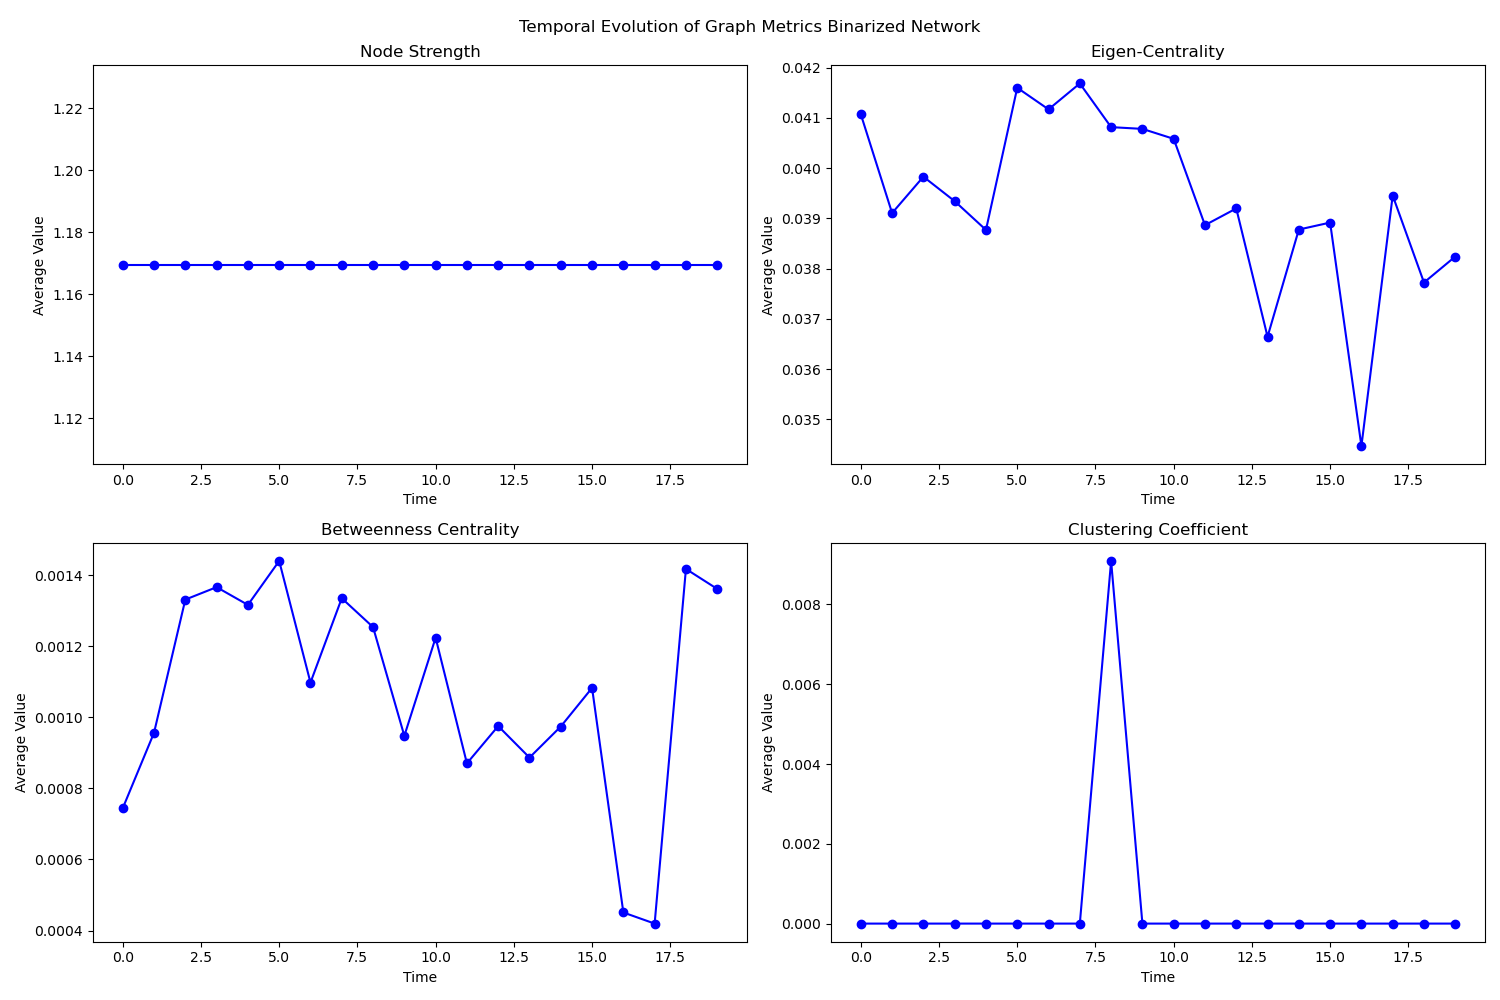 Temporal Evolution of Graph Metrics Binarized Network
Node Strength
1.22
1.20
1.18
1.16
1.14
1.12
Average Value
0.0 2.5 5.0 7.5 10.0 12.5 15.0 17.5
Time
Eigen-Centrality
0.042
0.041
0.040
0.039
0.038
0.037
0.036
0.035
Average Value
0.0 2.5 5.0 7.5 10.0 12.5 15.0 17.5
Time
Betweenness Centrality
0.0014
0.0012
0.0010
0.0008
0.0006
0.0004
Average Value
0.0 2.5 5.0 7.5 10.0 12.5 15.0 17.5
Time
Clustering Coefficient
0.008
0.006
0.004
0.002
0.000
Average Value
0.0 2.5 5.0 7.5 10.0 12.5 15.0 17.5
Time